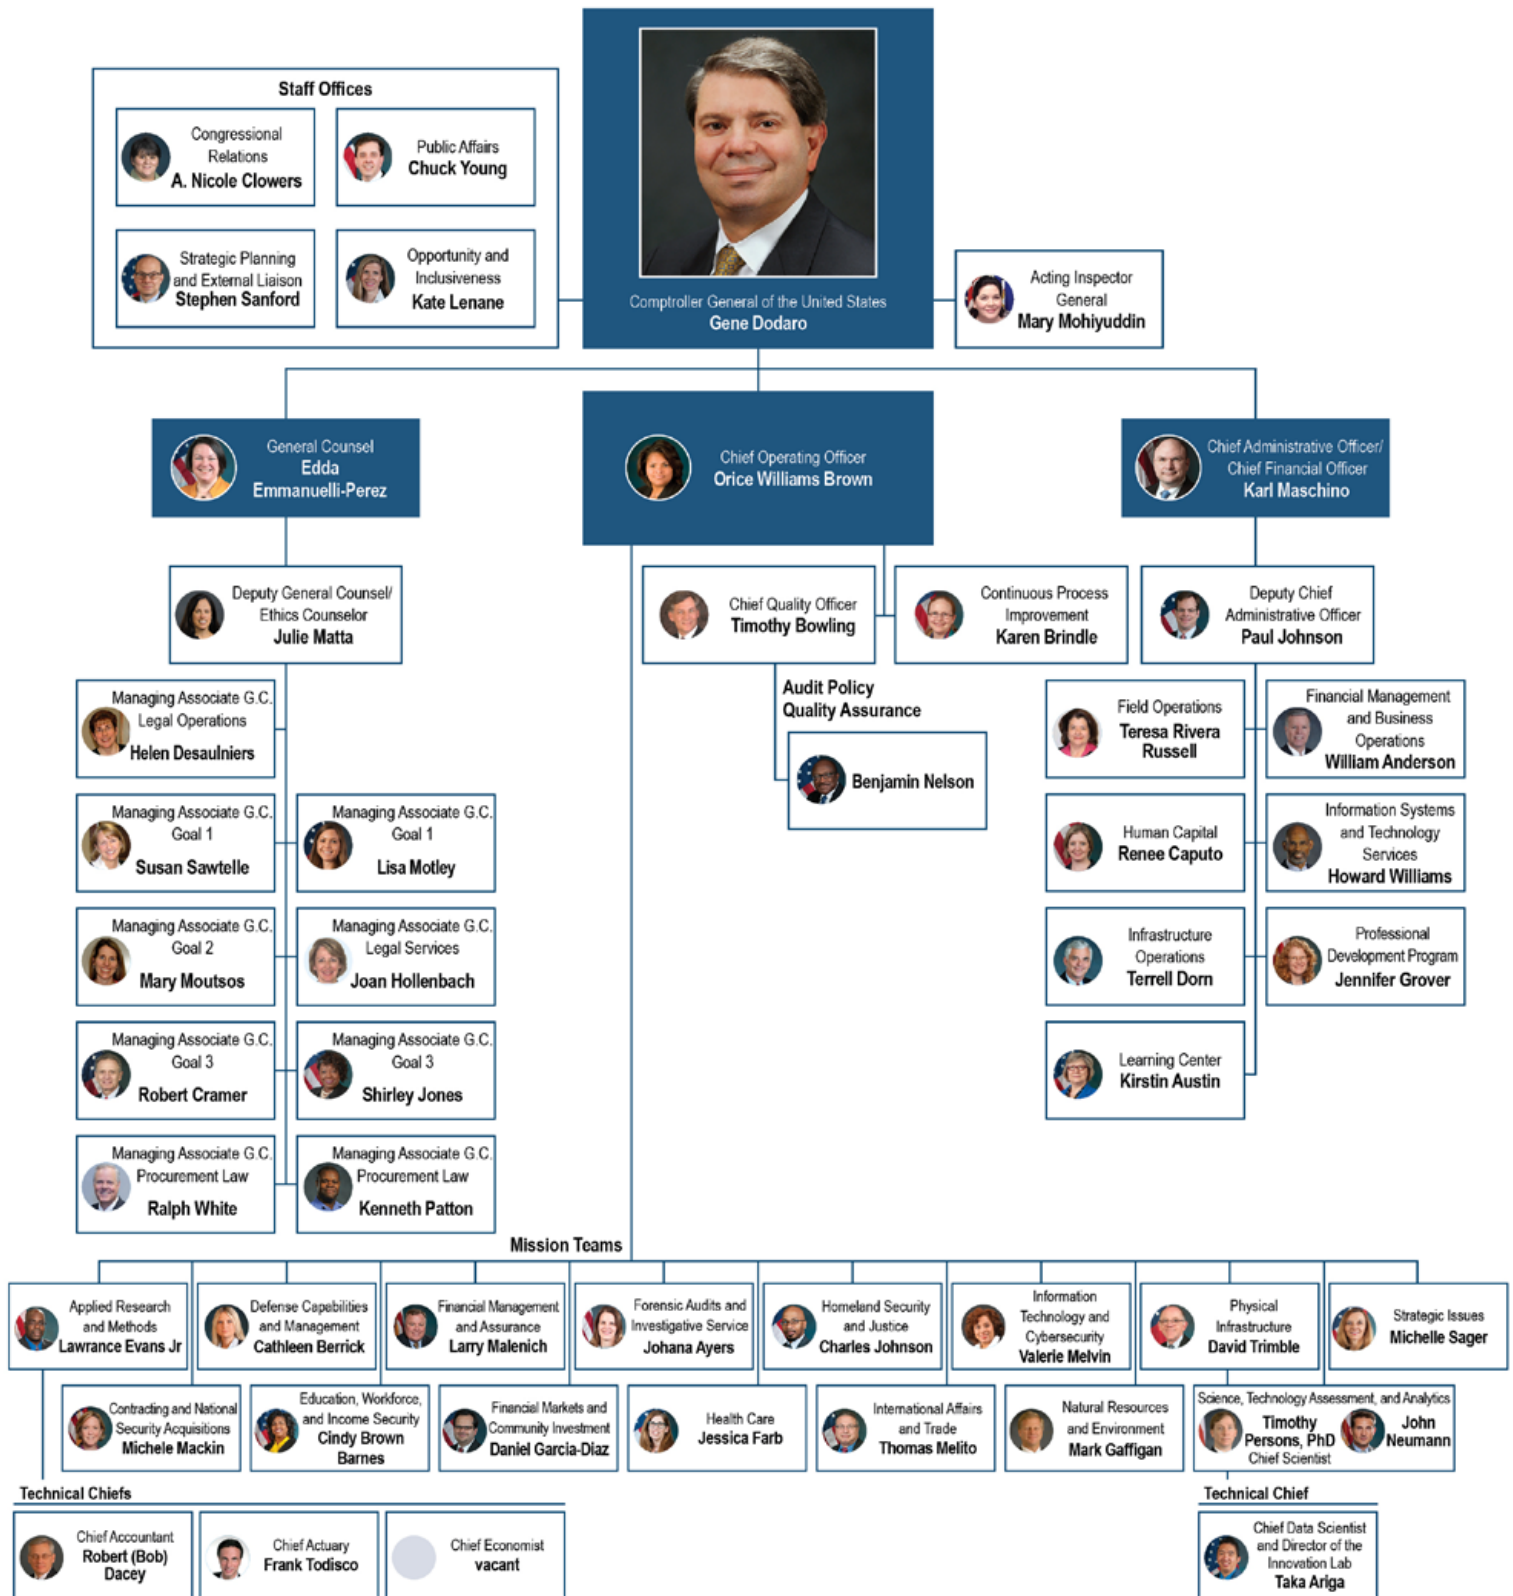 Staff Offices
Congressional
Relations
A. Nicole Clowers
Public Affairs
Chuck Young
Strategic Planning
and External Liaison
Stephen Sanford
Opportunity and
Inclusiveness
Kate Lenane
Comptroller General of the United States
Gene Dodaro
Acting Inspector
General
Mary Mohiyuddin
General Counsel
Edda
Emmanuelli-Perez
Chief Operating Officer
Orice Williams Brown
Chief Administrative Officer/
Chief Financial Officer
Karl Maschino
Deputy General Counsel/
Ethics Counselor
Julie Matta
Chief Quality Officer
Timothy Bowling
Continuous Process
Improvement
Karen Brindle
Deputy Chief
Administrative Officer
Paul Johnson
Audit Policy
Quality Assurance
Benjamin Nelson
Managing Associate G.C.
Legal Operations
Helen Desaulniers
Managing Associate G.C.
Goal 1
Susan Sawtelle
Managing Associate G.C.
Goal 1
Lisa Motley
Managing Associate G.C.
Goal 2
Mary Moutsos
Managing Associate G.C.
Legal Services
Joan Hollenbach
Managing Associate G.C.
Goal 3
Robert Cramer
Managing Associate G.C.
Goal 3
Shirley Jones
Managing Associate G.C.
Procurement Law
Ralph White
Managing Associate G.C.
Procurement Law
Kenneth Patton
Field Operations
Teresa Rivera
Russell
Financial Management
and Business
Operations
William Anderson
Human Capital
Renee Caputo
Information Systems
and Technology
Services
Howard Williams
Infrastructure
Operations
Terrell Dorn
Professional
Development Program
Jennifer Grover
Learning Center
Kirstin Austin
Mission Teams
Applied Research
and Methods
Lawrance Evans Jr
Defense Capabilities
and Management
Cathleen Berrick
Financial Management
and Assurance
Larry Malenich
Forensic Audits and
Investigative Service
Johana Ayers
Homeland Security
and Justice
Charles Johnson
Information
Technology and
Cybersecurity
Valerie Melvin
Physical
Infrastructure
David Trimble
Strategic Issues
Michelle Sager
Contracting and National
Security Acquisitions
Michele Mackin
Education, Workforce,
and Income Security
Cindy Brown
Barnes
Financial Markets and
Community Investment
Daniel Garcia-Diaz
Health Care
Jessica Farb
International Affairs
and Trade
Thomas Melito
Natural Resources
and Environment
Mark Gaffigan
Science, Technology Assessment, and Analytics
Timothy
Persons, PhD
Chief Scientist
John
Neumann
Technical Chiefs
Chief Accountant
Robert (Bob)
Dacey
Chief Actuary
Frank Todisco
Chief Economist
vacant
Technical Chief
Chief Data Scientist
and Director of the
Innovation Lab
Taka Ariga